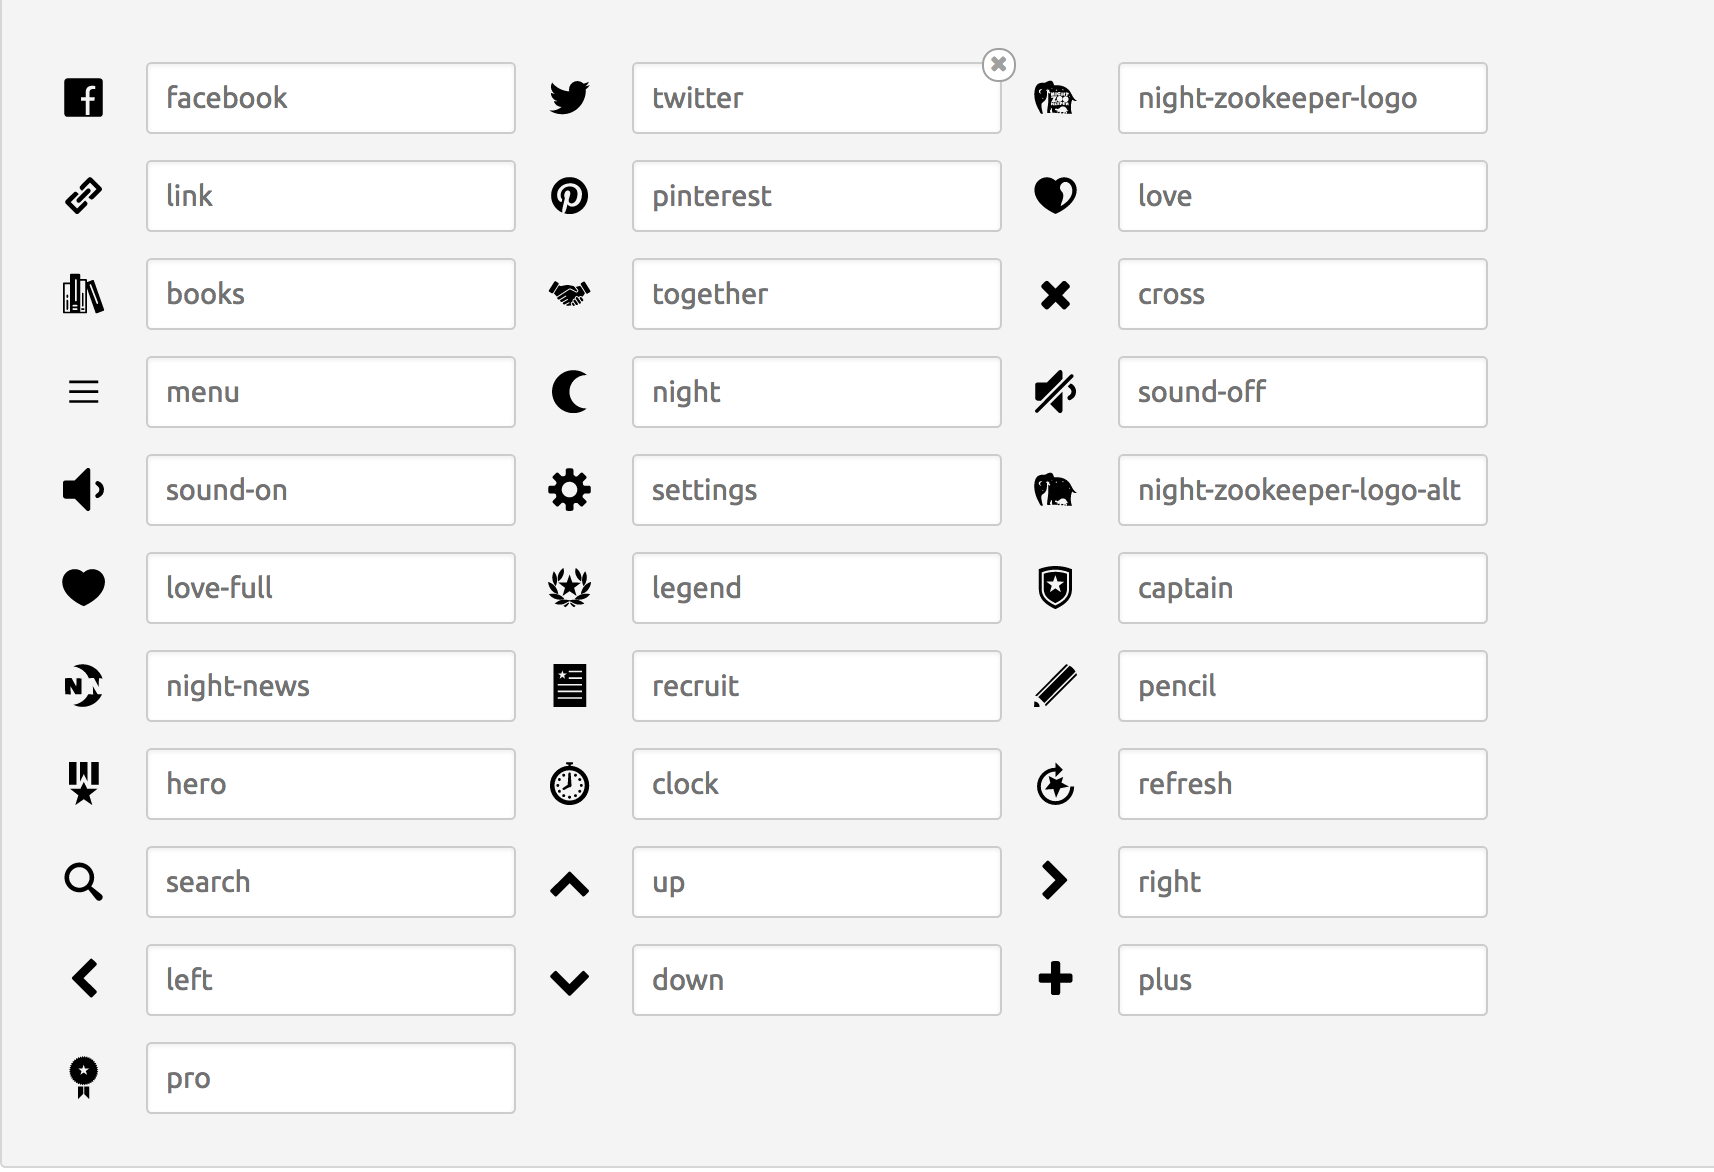 facebook
twitter
night-zookeeper-logo
link
pinterest
love
books
together
cross
menu
night
sound-off
sound-on
settings
night-zookeeper-logo-alt
love-full
legend
captain
night-news
recruit
pencil
hero
clock
refresh
search
up
right
left
down
plus
pro